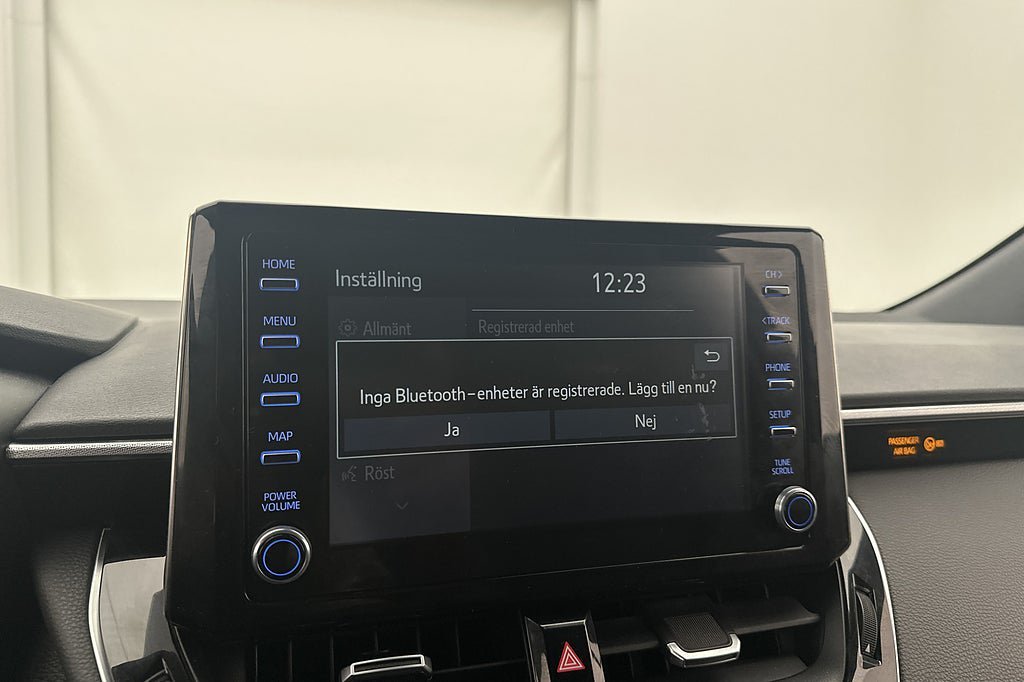 HOME
MENU
AUDIO
MAP
POWER
VOLUME
Inställning
12:23
Allmänt
Registrerad enhet
Inga Bluetooth-enheter är registrerade. Lägg till en nu?
Ja
Nej
Röst
CH>
<TRACK
PHONE
SETUP
TUNE
SCROLL
PASSENGER
AIR BAG